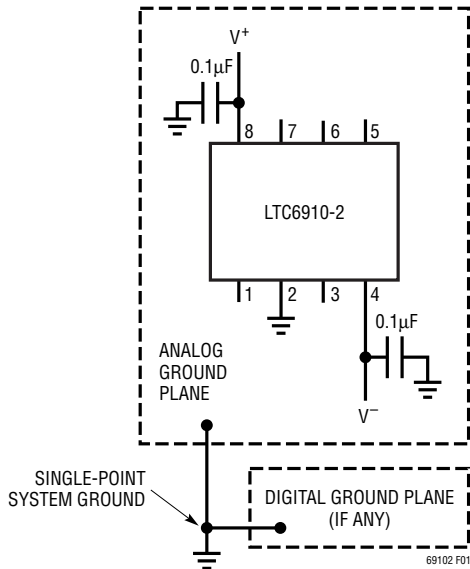 V+
0.1µF
8 7 6 5
LTC6910-2
1 2 3 4
0.1µF
ANALOG
GROUND
PLANE
V−
SINGLE-POINT
SYSTEM GROUND
DIGITAL GROUND PLANE
(IF ANY)
69102 F01